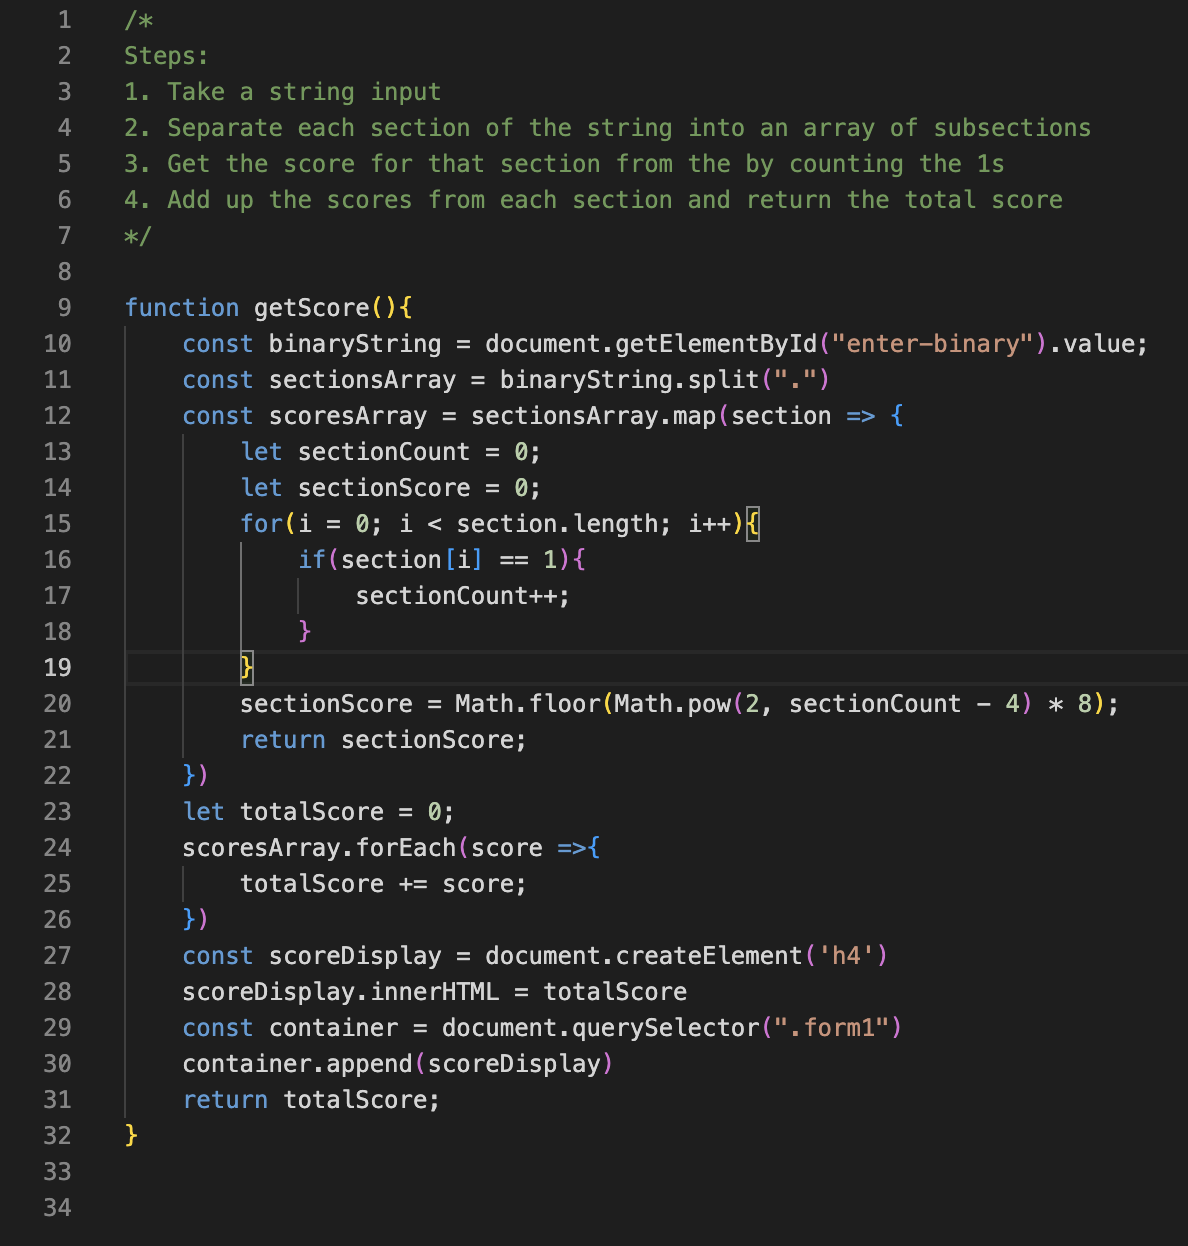 1 /*
2 Steps:
3 1. Take a string input
4 2. Separate each section of the string into an array of subsections
5 3. Get the score for that section from the by counting the 1s
6 4. Add up the scores from each section and return the total score
7 */
8
9 function getScore(){
10 const binaryString = document.getElementById("enter-binary").value;
11 const sectionsArray = binaryString.split(".")
12 const scoresArray = sectionsArray.map(section => {
13 let sectionCount = 0;
14 let sectionScore = 0;
15 for(i = 0; i < section.length; i++){
16 if(section[i] == 1){
17 sectionCount++;
18 }
19 }
20 sectionScore = Math.floor(Math.pow(2, sectionCount - 4) * 8);
21 return sectionScore;
22 })
23 let totalScore = 0;
24 scoresArray.forEach(score =>{
25 totalScore += score;
26 })
27 const scoreDisplay = document.createElement('h4')
28 scoreDisplay.innerHTML = totalScore
29 const container = document.querySelector(".form1")
30 container.append(scoreDisplay)
31 return totalScore;
32 }
33
34